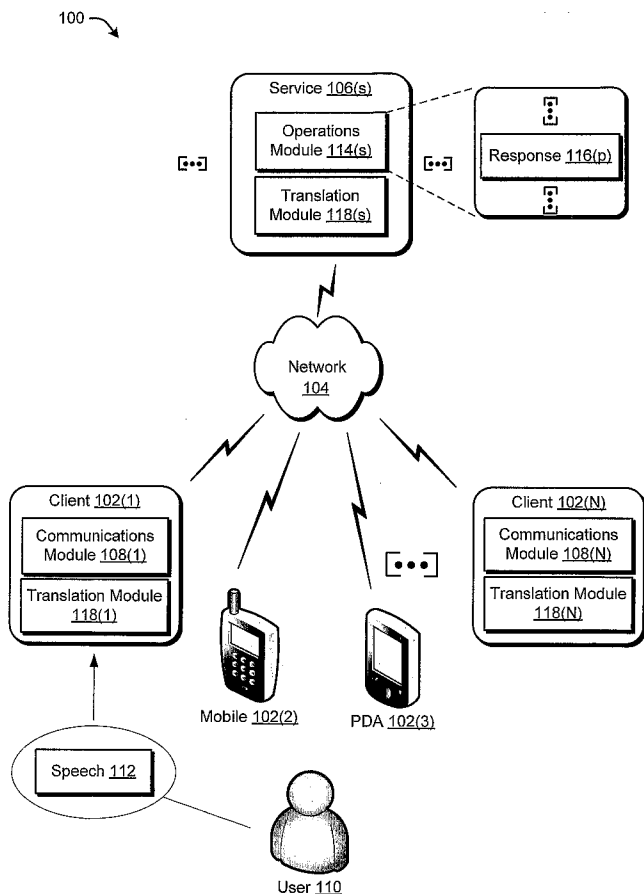 100
Service 106(s)
Operations
Module 114(s)
Translation
Module 118(s)
[•••]
[•••]
[•••]
Response 116(p)
[•••]
Network
104
Client 102(1)
Communications
Module 108(1)
Translation Module
118(1)
Client 102(N)
Communications
Module 108(N)
Translation Module
118(N)
[•••]
Mobile 102(2)
PDA 102(3)
Speech 112
User 110